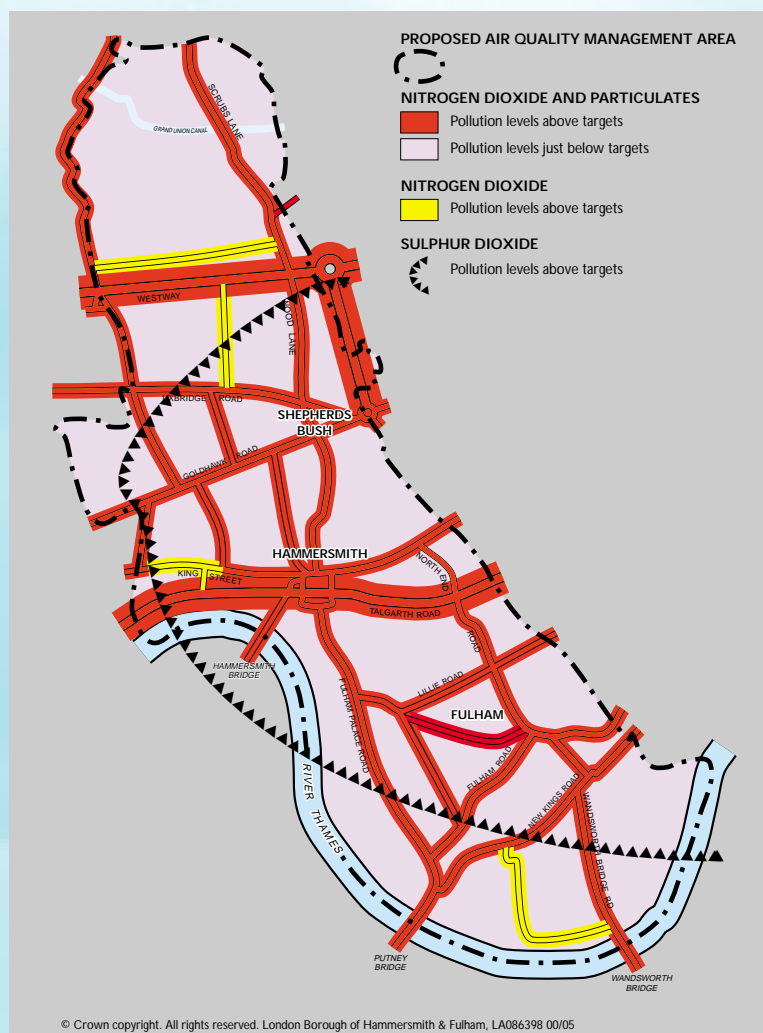 PROPOSED AIR QUALITY MANAGEMENT AREA
NITROGEN DIOXIDE AND PARTICULATES
Pollution levels above targets
Pollution levels just below targets
NITROGEN DIOXIDE
Pollution levels above targets
SULPHUR DIOXIDE
Pollution levels above targets
SCRUBS LANE
GRAND UNION CANAL
WESTWAY
WOOD LANE
UXBRIDGE ROAD
SHEPHERDS
BUSH
GOLDHAWK ROAD
HAMMERSMITH
KING STREET
NORTH END ROAD
TALGARTH ROAD
HAMMERSMITH
BRIDGE
LILLIE ROAD
FULHAM PALACE ROAD
FULHAM
FULHAM ROAD
RIVER THAMES
NEW KINGS ROAD
WANDSWORTH BRIDGE RD
PUTNEY
BRIDGE
WANDSWORTH
BRIDGE
© Crown copyright. All rights reserved. London Borough of Hammersmith & Fulham, LA086398 00/05